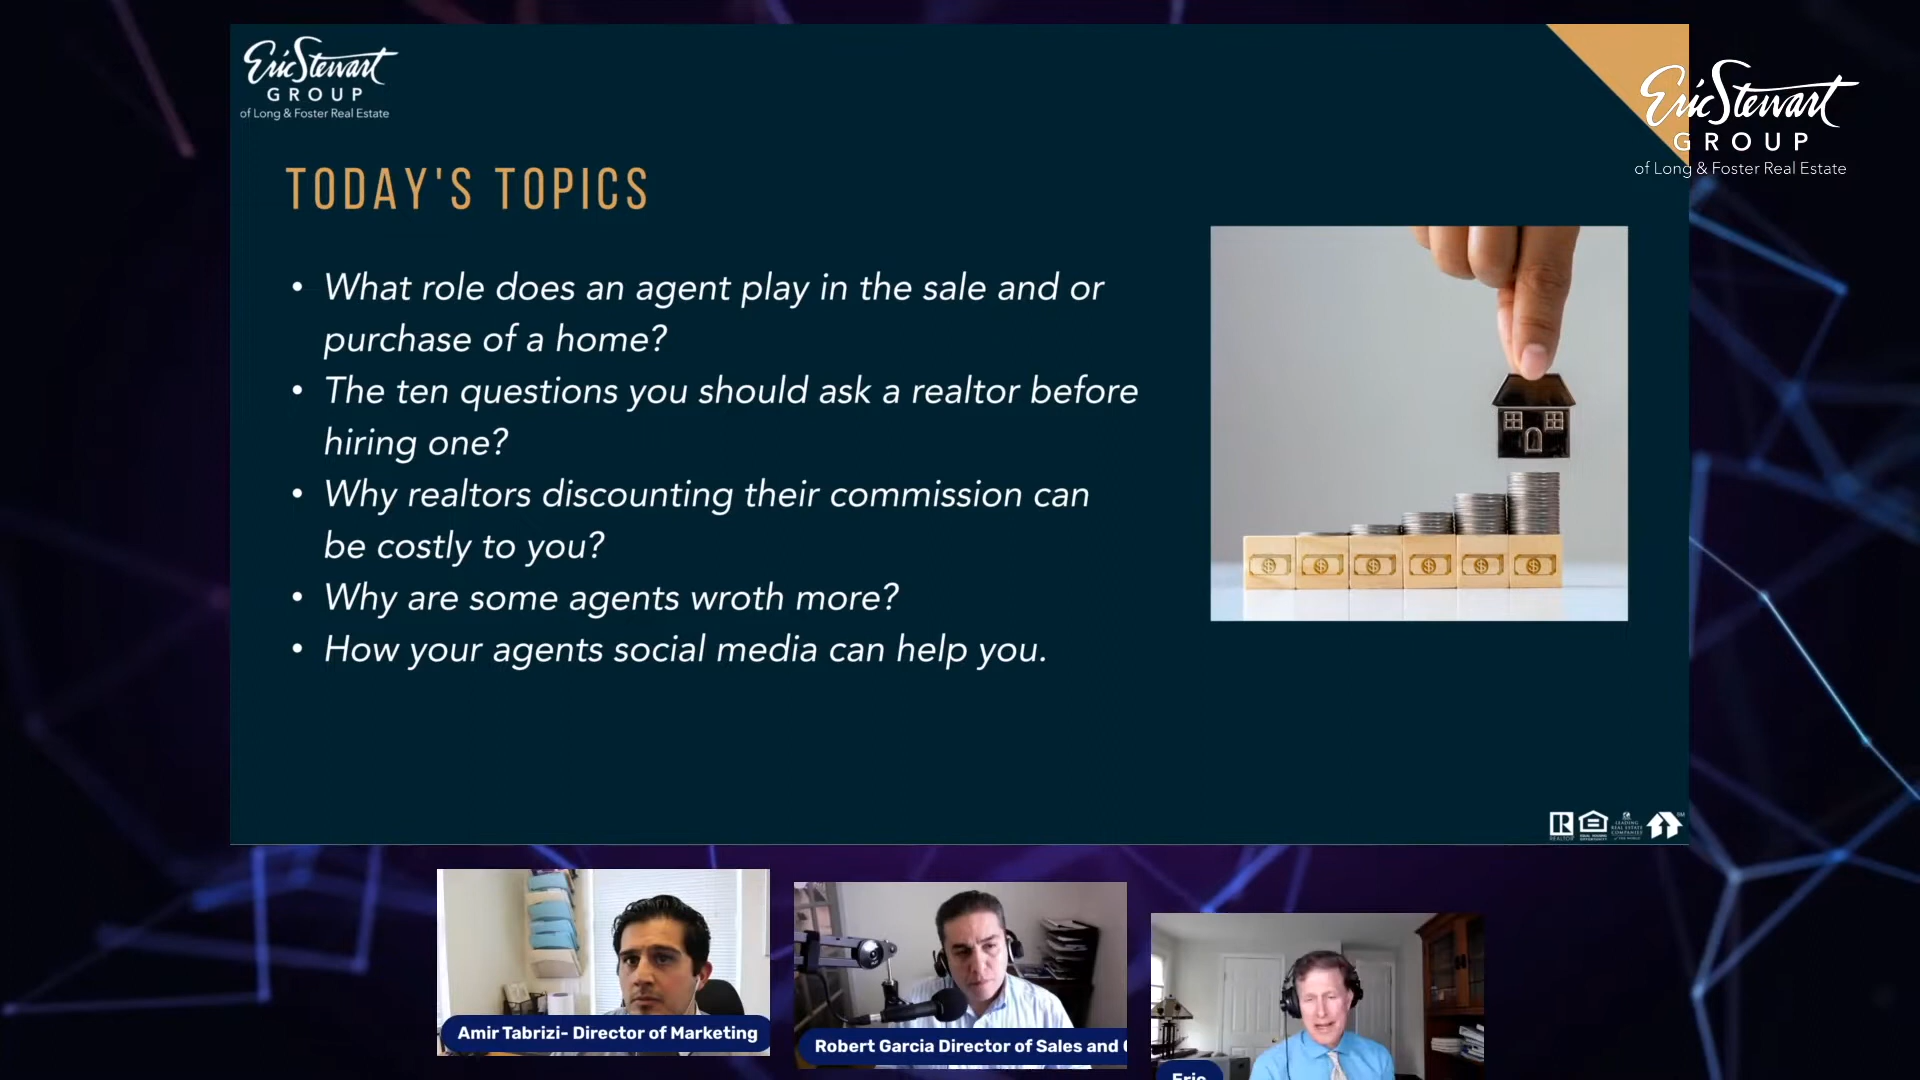 Eric Stewart
GROUP
of Long & Foster Real Estate
Eric Stewart
GROUP
of Long & Foster Real Estate
TODAY'S TOPICS
• What role does an agent play in the sale and or
purchase of a home?
• The ten questions you should ask a realtor before
hiring one?
• Why realtors discounting their commission can
be costly to you?
• Why are some agents wroth more?
• How your agents social media can help you.
Amir Tabrizi- Director of Marketing
Robert Garcia Director of Sales and
Eric